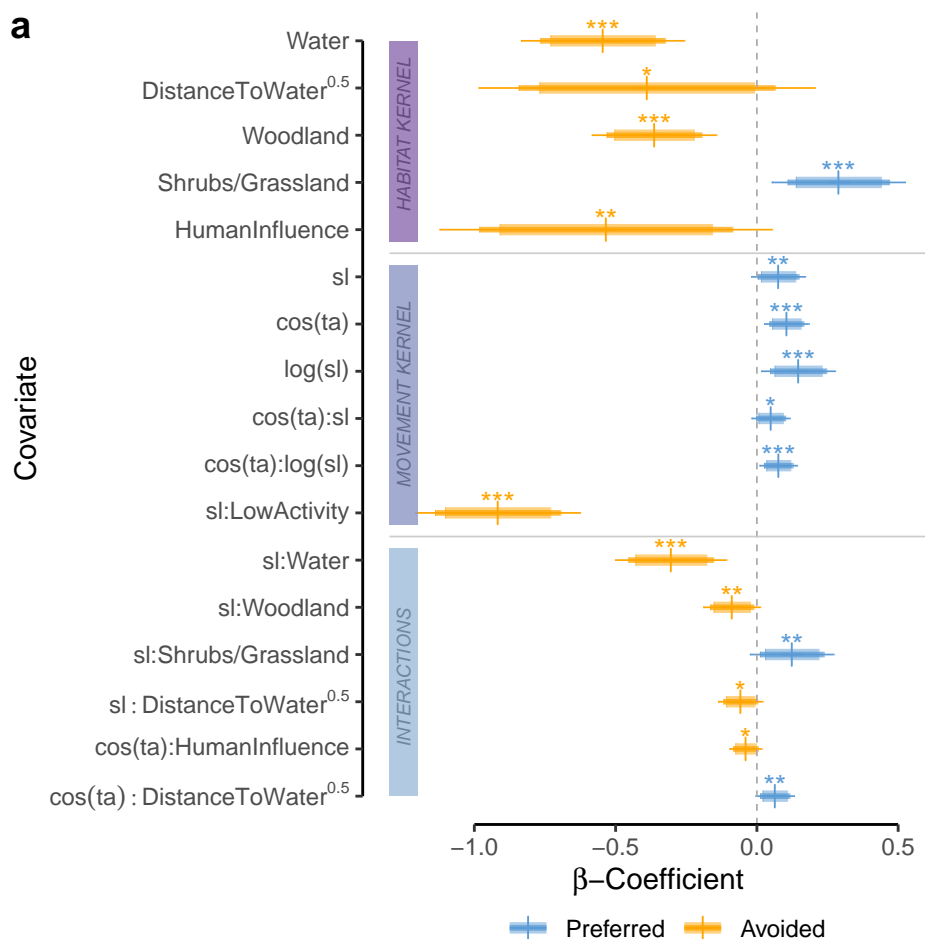 a
Water
***
DistanceToWater^0.5
*
Woodland
***
Shrubs/Grassland
***
HumanInfluence
**
HABITAT KERNEL
sl
**
cos(ta)
***
log(sl)
***
cos(ta):sl
*
cos(ta):log(sl)
***
sl:LowActivity
***
MOVEMENT KERNEL
sl:Water
***
sl:Woodland
**
sl:Shrubs/Grassland
**
sl : DistanceToWater^0.5
*
cos(ta):HumanInfluence
*
cos(ta) : DistanceToWater^0.5
**
INTERACTIONS
Covariate
−1.0 −0.5 0.0 0.5
β−Coefficient
Preferred Avoided